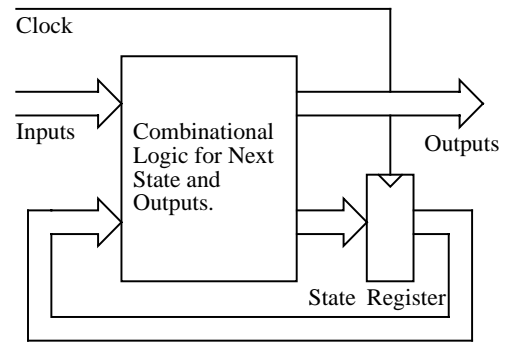 Clock
Inputs
Combinational
Logic for Next
State and
Outputs.
Outputs
State Register